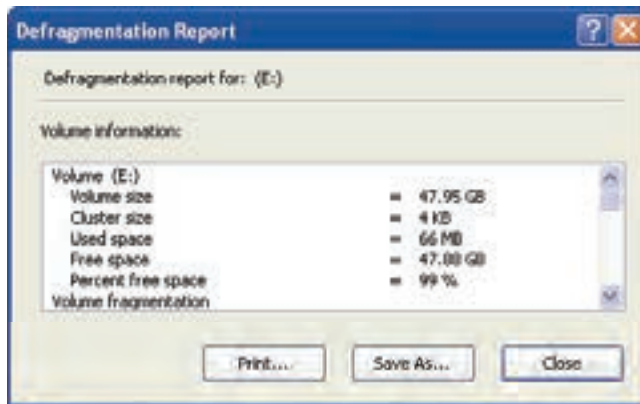 Defragmentation Report
Defragmentation report for: (E:)
Volume information:
Volume (E:)
Volume size = 47.95 GB
Cluster size = 4 KB
Used space = 66 MB
Free space = 47.88 GB
Percent free space = 99 %
Volume fragmentation
Print...
Save As...
Close